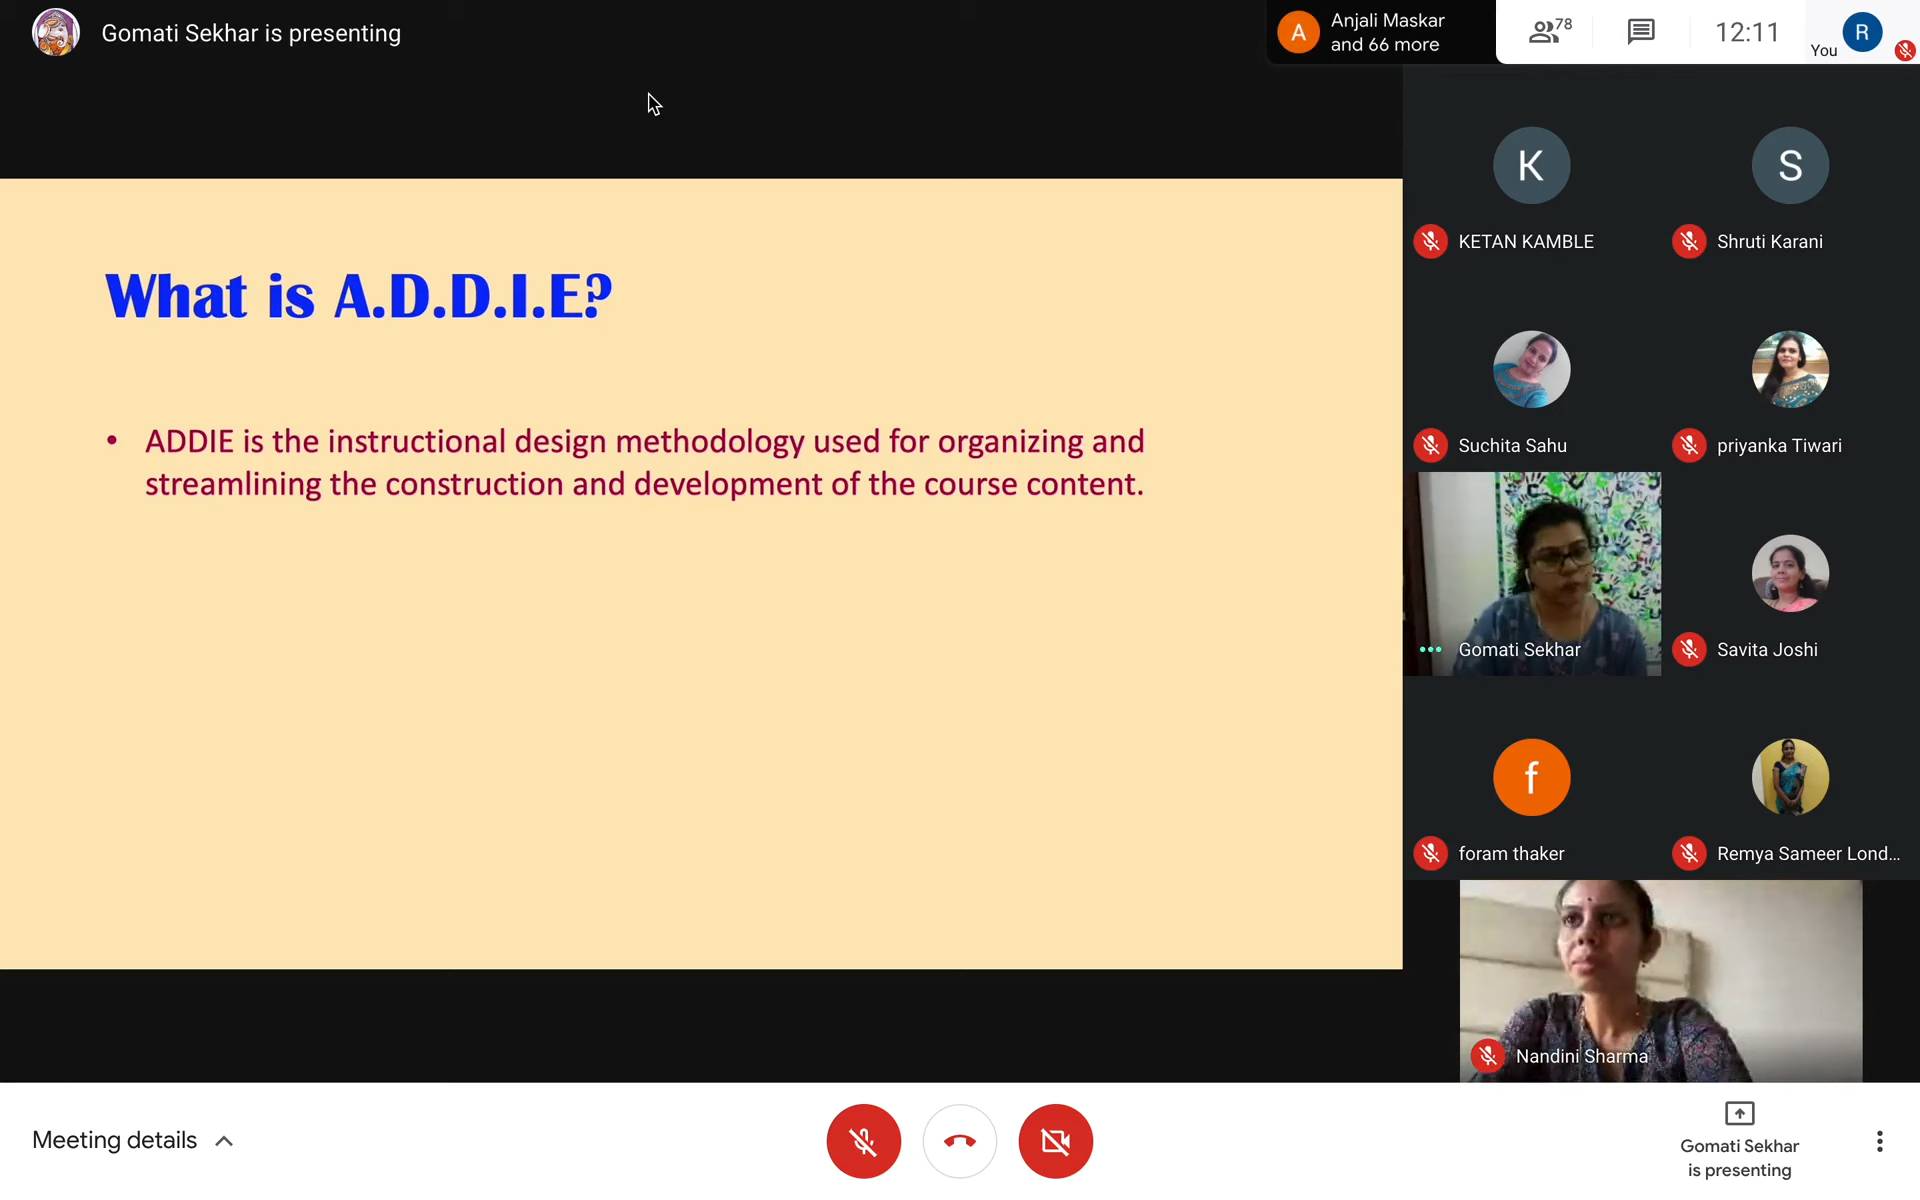 Gomati Sekhar is presenting
A
Anjali Maskar
and 66 more
78
12:11
You
R
K
KETAN KAMBLE
S
Shruti Karani
Suchita Sahu
priyanka Tiwari
What is A.D.D.I.E?
• ADDIE is the instructional design methodology used for organizing and
streamlining the construction and development of the course content.
Gomati Sekhar
Savita Joshi
f
foram thaker
Remya Sameer Lond...
Nandini Sharma
Meeting details
Gomati Sekhar
is presenting